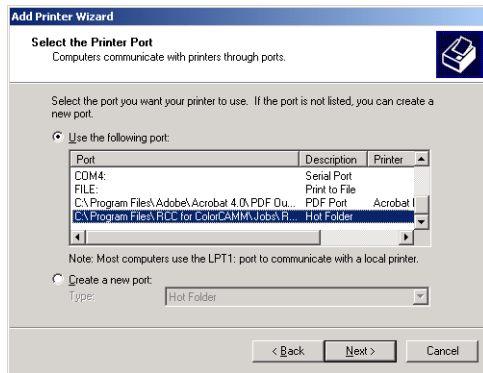 Add Printer Wizard
Select the Printer Port
Computers communicate with printers through ports.
Select the port you want your printer to use. If the port is not listed, you can create a
new port.
Use the following port:
Port Description Printer
COM4: Serial Port
FILE: Print to File
C:\Program Files\Adobe\Acrobat 4.0\PDF Ou... PDF Port Acrobat
C:\Program Files\RCC for ColorCAMM\Jobs\R... Hot Folder
Note: Most computers use the LPT1: port to communicate with a local printer.
Create a new port:
Type: Hot Folder
< Back Next > Cancel